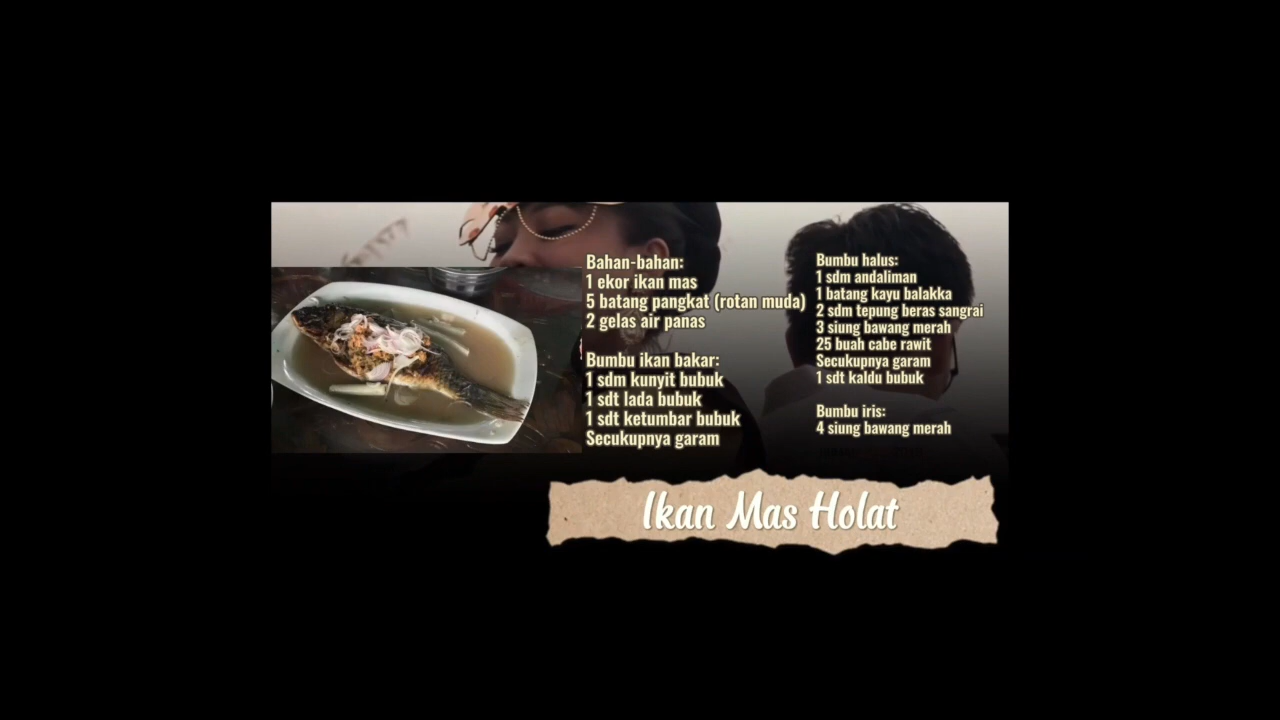 Bahan-bahan:
1 ekor ikan mas
5 batang pangkat (rotan muda)
2 gelas air panas
Bumbu ikan bakar:
1 sdm kunyit bubuk
1 sdt lada bubuk
1 sdt ketumbar bubuk
Secukupnya garam
Bumbu halus:
1 sdm andaliman
1 batang kayu balakka
2 sdm tepung beras sangrai
3 siung bawang merah
25 buah cabe rawit
Secukupnya garam
1 sdt kaldu bubuk
Bumbu iris:
4 siung bawang merah
Ikan Mas Holat